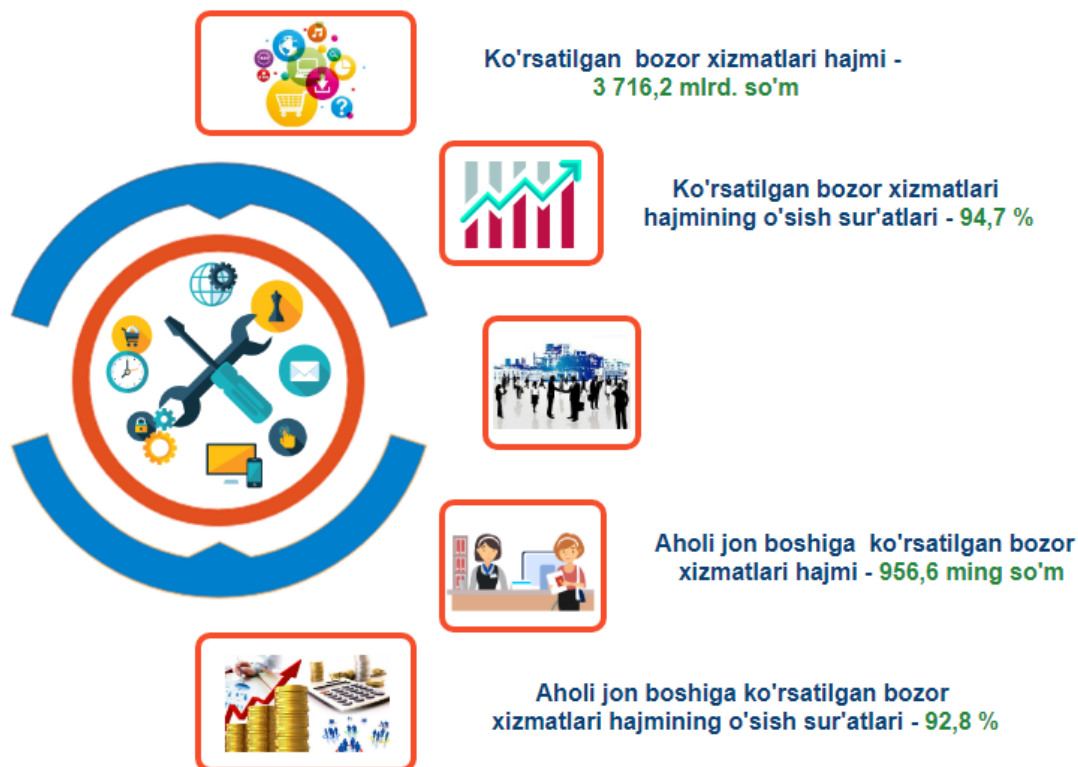 Ko'rsatilgan bozor xizmatlari hajmi -
3 716,2 mlrd. so'm
Ko'rsatilgan bozor xizmatlari
hajmining o'sish sur'atlari - 94,7 %
Aholi jon boshiga ko'rsatilgan bozor
xizmatlari hajmi - 956,6 ming so'm
Aholi jon boshiga ko'rsatilgan bozor
xizmatlari hajmining o'sish sur'atlari - 92,8 %